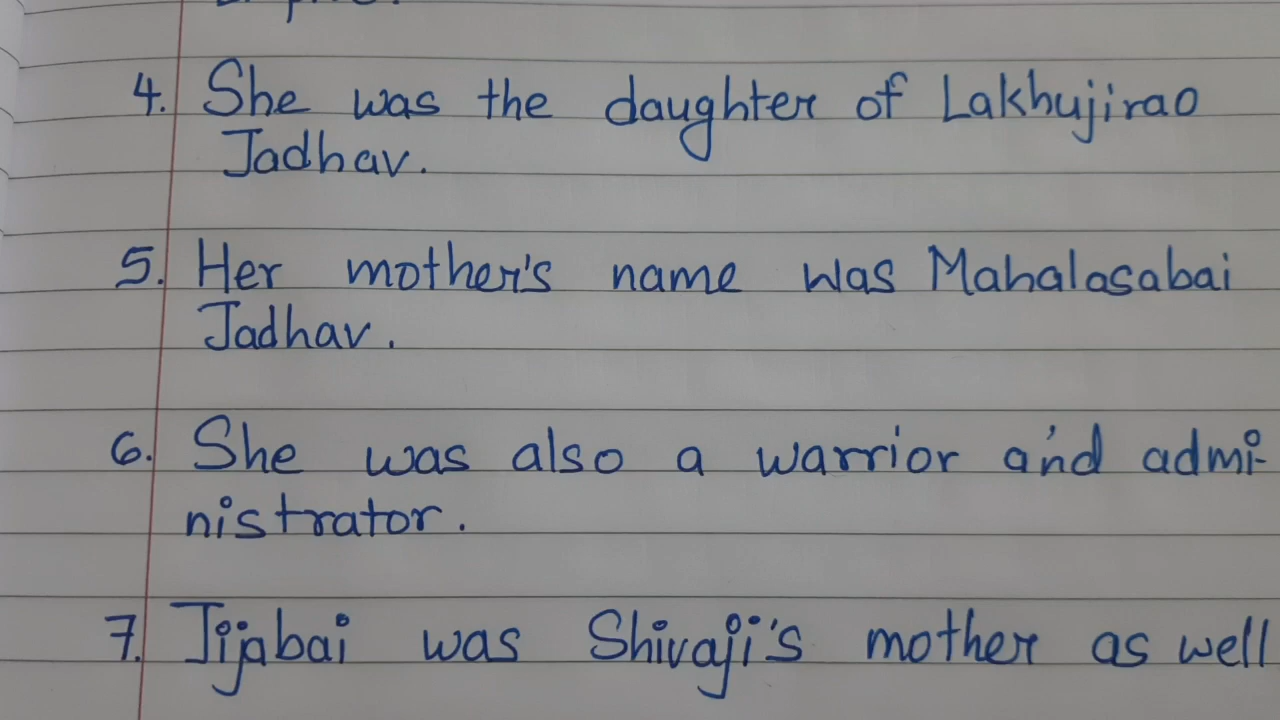 4. She was the daughter of Lakhujirao
Jadhav.
5. Her mother's name was Mahalasabai
Jadhav.
6. She was also a warrior and admi-
nistrator.
7. Jijabai was Shivaji's mother as well